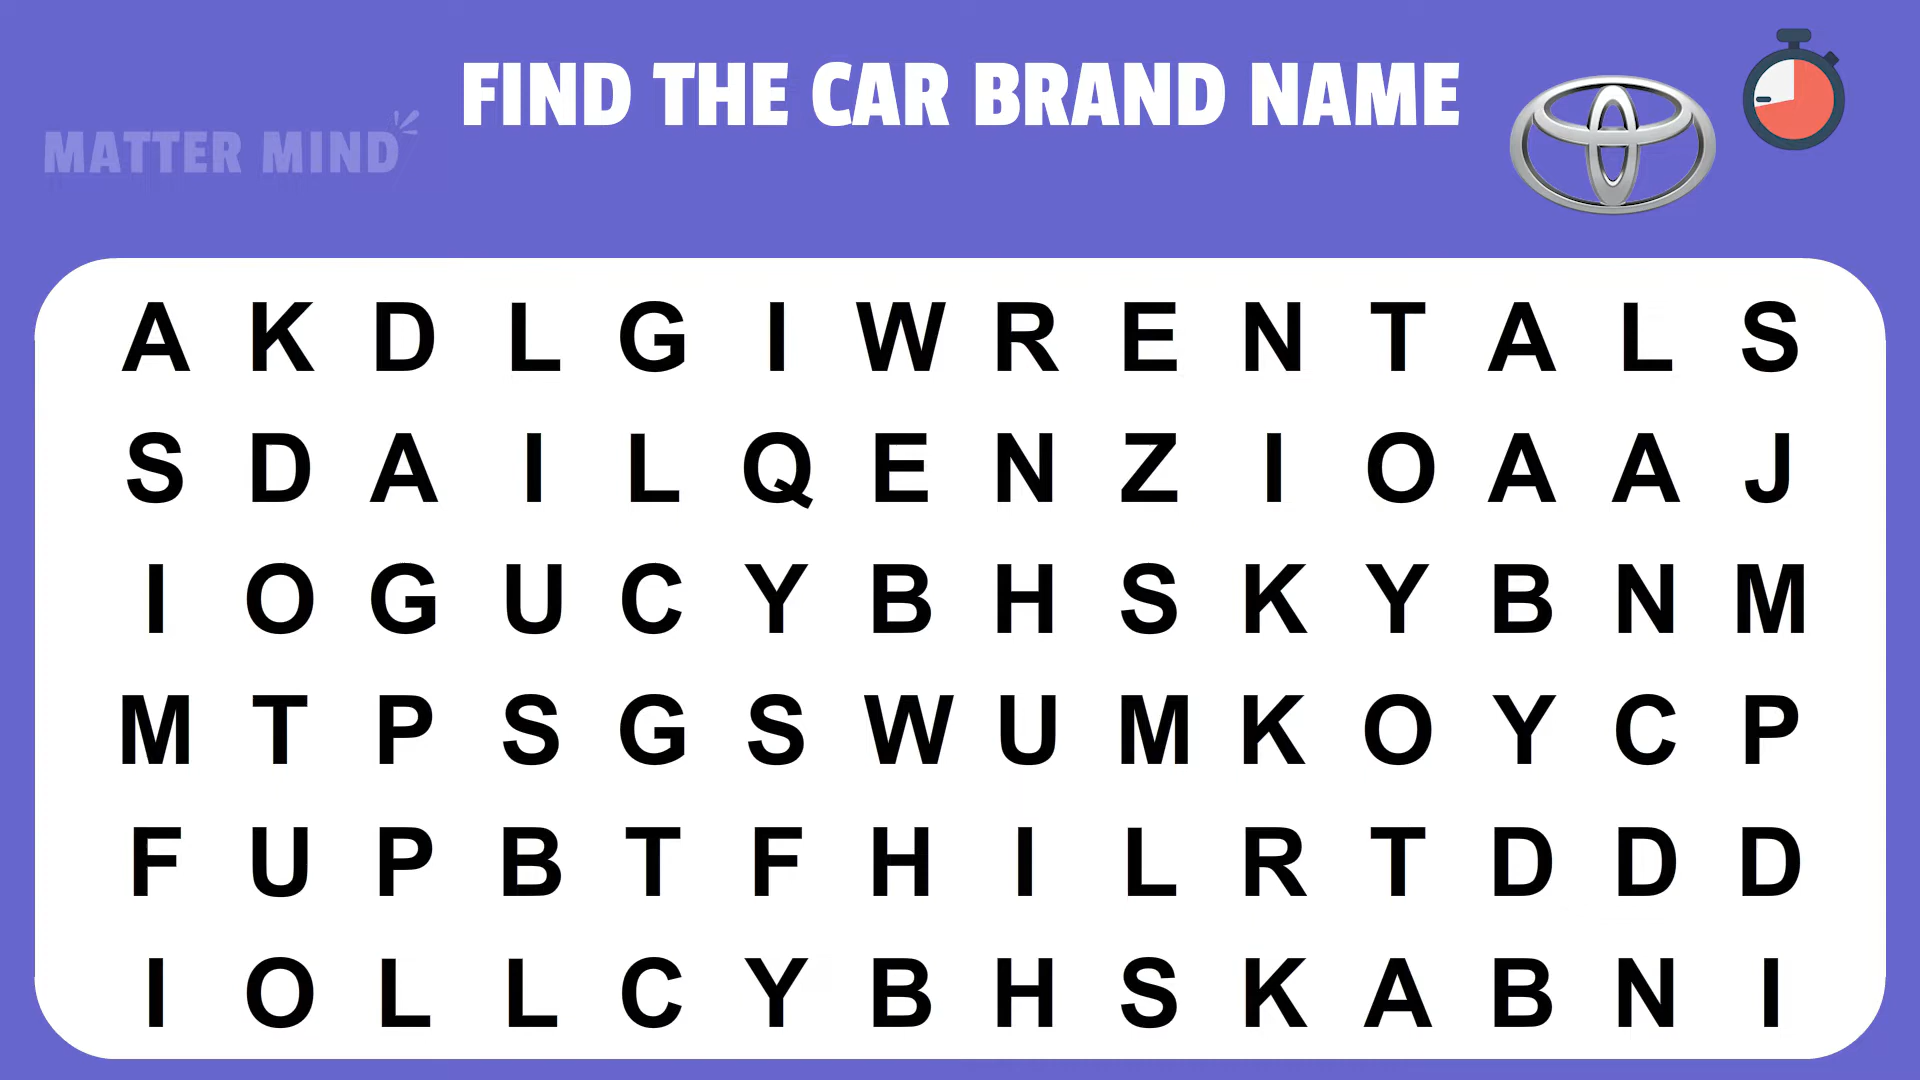 FIND THE CAR BRAND NAME
MATTER MIND
A K D L G I W R E N T A L S
S D A I L Q E N Z I O A A J
I O G U C Y B H S K Y B N M
M T P S G S W U M K O Y C P
F U P B T F H I L R T D D D
I O L L C Y B H S K A B N I